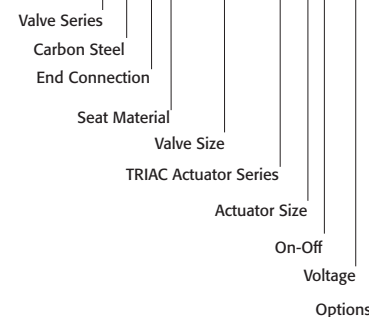 Valve Series
Carbon Steel
End Connection
Seat Material
Valve Size
TRIAC Actuator Series
Actuator Size
On-Off
Voltage
Options